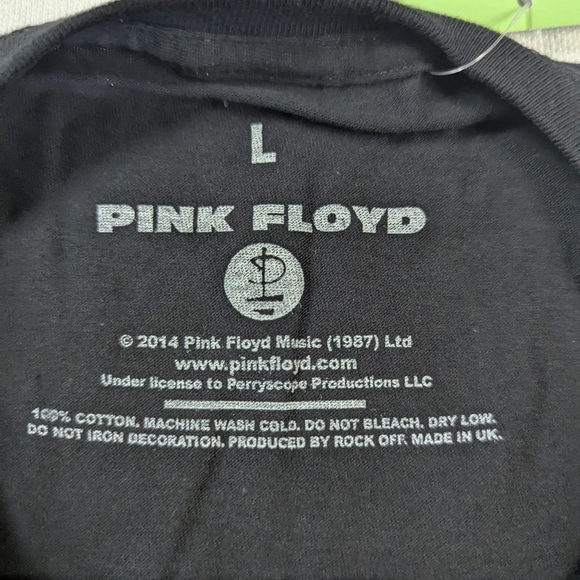 L
PINK FLOYD
© 2014 Pink Floyd Music (1987) Ltd
www.pinkfloyd.com
Under license to Perryscope Productions LLC
100% COTTON. MACHINE WASH COLD. DO NOT BLEACH. DRY LOW.
DO NOT IRON DECORATION. PRODUCED BY ROCK OFF. MADE IN UK.